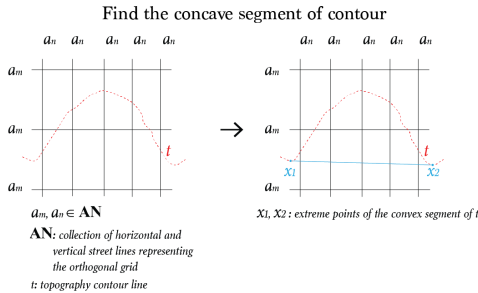 Find the concave segment of contour
an an an an an
an an an an an
am
am
am
t
am
am
am
t
x1
x2
am, an ∈ AN
AN: collection of horizontal and
vertical street lines representing
the orthogonal grid
t: topography contour line
x1, x2 : extreme points of the convex segment of t